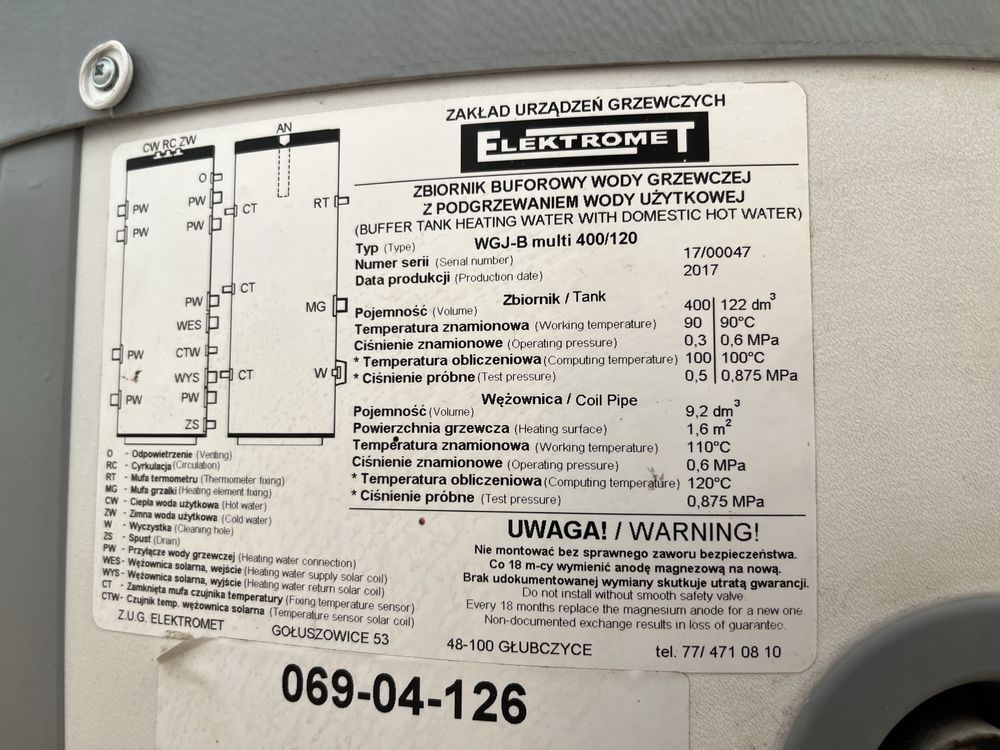 ZAKŁAD URZĄDZEŃ GRZEWCZYCH
ELEKTROMET
ZBIORNIK BUFOROWY WODY GRZEWCZEJ
Z PODGRZEWANIEM WODY UŻYTKOWEJ
(BUFFER TANK HEATING WATER WITH DOMESTIC HOT WATER)
Typ (Type) WGJ-B multi 400/120
Numer serii (Serial number) 17/00047
Data produkcji (Production date) 2017
Zbiornik / Tank
Pojemność (Volume) 400 | 122 dm³
Temperatura znamionowa (Working temperature) 90 | 90°C
Ciśnienie znamionowe (Operating pressure) 0,3 | 0,6 MPa
* Temperatura obliczeniowa (Computing temperature) 100 | 100°C
* Ciśnienie próbne (Test pressure) 0,5 | 0,875 MPa
Wężownica / Coil Pipe
Pojemność (Volume) 9,2 dm³
Powierzchnia grzewcza (Heating surface) 1,6 m²
Temperatura znamionowa (Working temperature) 110°C
Ciśnienie znamionowe (Operating pressure) 0,6 MPa
* Temperatura obliczeniowa (Computing temperature) 120°C
* Ciśnienie próbne (Test pressure) 0,875 MPa
UWAGA! / WARNING!
Nie montować bez sprawnego zaworu bezpieczeństwa.
Co 18 m-cy wymienić anodę magnezową na nową.
Brak udokumentowanej wymiany skutkuje utratą gwarancji.
Do not install without smooth safety valve.
Every 18 months replace the magnesium anode for a new one.
Non-documented exchange results in loss of guarantee.
CW RC ZW
AN
O
PW
PW
PW
PW
CT
RT
CT
PW
MG
WES
PW
CTW
WYS
CT
W
PW
PW
ZS
O - Odpowietrzenie (Venting)
RC - Cyrkulacja (Circulation)
RT - Mufa termometru (Thermometer fixing)
MG - Mufa grzałki (Heating element fixing)
CW - Ciepła woda użytkowa (Hot water)
ZW - Zimna woda użytkowa (Cold water)
W - Wyczystka (Cleaning hole)
ZS - Spust (Drain)
PW - Przyłącze wody grzewczej (Heating water connection)
WES - Wężownica solarna, wejście (Heating water supply solar coil)
WYS - Wężownica solarna, wyjście (Heating water return solar coil)
CT - Zamknięta mufa czujnika temperatury (Fixing temperature sensor)
CTW - Czujnik temp. wężownica solarna (Temperature sensor solar coil)
Z.U.G. ELEKTROMET GOŁUSZOWICE 53 48-100 GŁUBCZYCE tel. 77/ 471 08 10
069-04-126